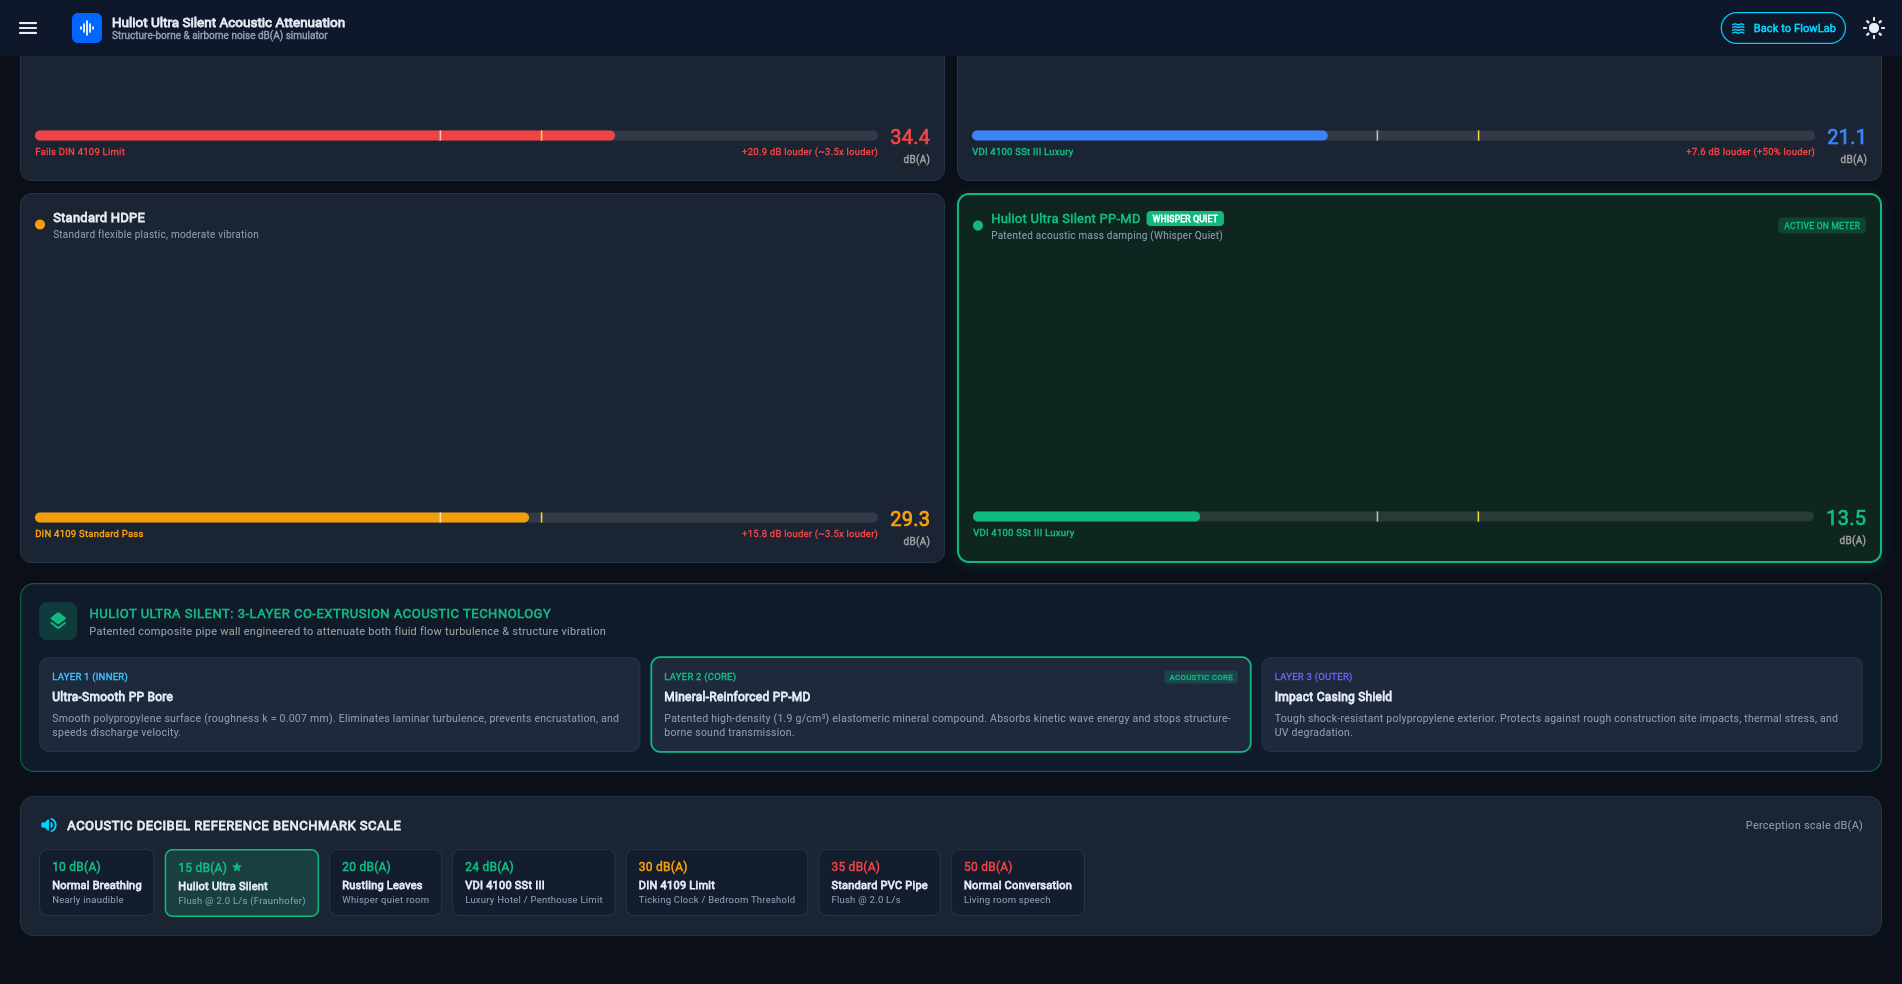 Huliot Ultra Silent Acoustic Attenuation
Structure-borne & airborne noise dB(A) simulator
Back to FlowLab
34.4
dB(A)
Fails DIN 4109 Limit
+20.9 dB louder (~3.5x louder)
21.1
dB(A)
VDI 4100 SSt III Luxury
+7.6 dB louder (+50% louder)
Standard HDPE
Standard flexible plastic, moderate vibration
29.3
dB(A)
DIN 4109 Standard Pass
+15.8 dB louder (~3.5x louder)
Huliot Ultra Silent PP-MD WHISPER QUIET
Patented acoustic mass damping (Whisper Quiet)
ACTIVE ON METER
13.5
dB(A)
VDI 4100 SSt III Luxury
HULIOT ULTRA SILENT: 3-LAYER CO-EXTRUSION ACOUSTIC TECHNOLOGY
Patented composite pipe wall engineered to attenuate both fluid flow turbulence & structure vibration
LAYER 1 (INNER)
Ultra-Smooth PP Bore
Smooth polypropylene surface (roughness k = 0.007 mm). Eliminates laminar turbulence, prevents encrustation, and
speeds discharge velocity.
LAYER 2 (CORE)
ACOUSTIC CORE
Mineral-Reinforced PP-MD
Patented high-density (1.9 g/cm³) elastomeric mineral compound. Absorbs kinetic wave energy and stops structure-
borne sound transmission.
LAYER 3 (OUTER)
Impact Casing Shield
Tough shock-resistant polypropylene exterior. Protects against rough construction site impacts, thermal stress, and
UV degradation.
ACOUSTIC DECIBEL REFERENCE BENCHMARK SCALE
Perception scale dB(A)
10 dB(A)
Normal Breathing
Nearly inaudible
15 dB(A) ★
Huliot Ultra Silent
Flush @ 2.0 L/s (Fraunhofer)
20 dB(A)
Rustling Leaves
Whisper quiet room
24 dB(A)
VDI 4100 SSt III
Luxury Hotel / Penthouse Limit
30 dB(A)
DIN 4109 Limit
Ticking Clock / Bedroom Threshold
35 dB(A)
Standard PVC Pipe
Flush @ 2.0 L/s
50 dB(A)
Normal Conversation
Living room speech